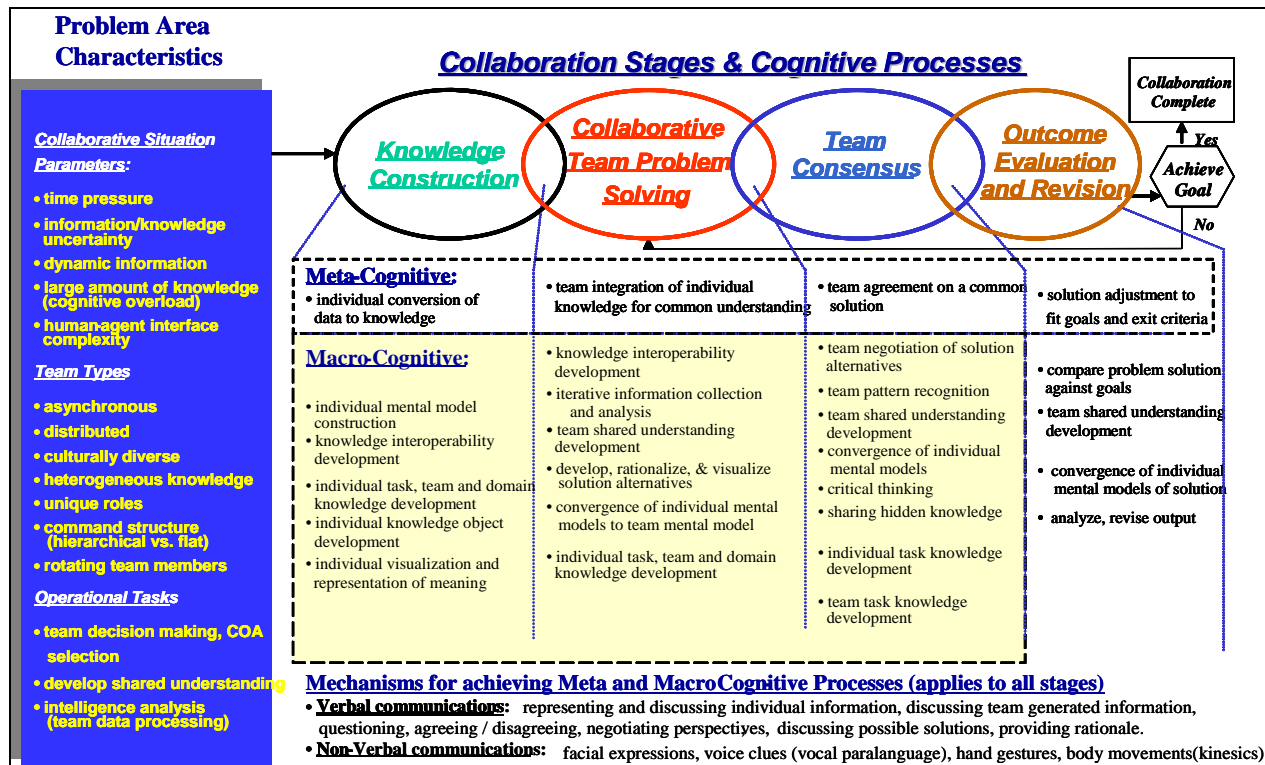 Problem Area
Characteristics
Collaborative Situation
Parameters:
• time pressure
• information/knowledge
uncertainty
• dynamic information
• large amount of knowledge
(cognitive overload)
• human-agent interface
complexity
Team Types
• asynchronous
• distributed
• culturally diverse
• heterogeneous knowledge
• unique roles
• command structure
(hierarchical vs. flat)
• rotating team members
Operational Tasks
• team decision making, COA
selection
• develop shared understanding
• intelligence analysis
(team data processing)
Collaboration Stages & Cognitive Processes
Knowledge
Construction
Collaborative
Team Problem
Solving
Team
Consensus
Outcome
Evaluation
and Revision
Collaboration
Complete
Yes
Achieve
Goal
No
Meta-Cognitive:
• individual conversion of
data to knowledge
• team integration of individual
knowledge for common understanding
• team agreement on a common
solution
• solution adjustment to
fit goals and exit criteria
Macro-Cognitive:
• individual mental model
construction
• knowledge interoperability
development
• individual task, team and domain
knowledge development
• individual knowledge object
development
• individual visualization and
representation of meaning
• knowledge interoperability
development
• iterative information collection
and analysis
• team shared understanding
development
• develop, rationalize, & visualize
solution alternatives
• convergence of individual mental
models to team mental model
• individual task, team and domain
knowledge development
• team negotiation of solution
alternatives
• team pattern recognition
• team shared understanding
development
• convergence of individual
mental models
• critical thinking
• sharing hidden knowledge
• individual task knowledge
development
• team task knowledge
development
• compare problem solution
against goals
• team shared understanding
development
• convergence of individual
mental models of solution
• analyze, revise output
Mechanisms for achieving Meta and MacroCognitive Processes (applies to all stages)
• Verbal communications: representing and discussing individual information, discussing team generated information,
questioning, agreeing / disagreeing, negotiating perspectives, discussing possible solutions, providing rationale.
• Non-Verbal communications: facial expressions, voice clues (vocal paralanguage), hand gestures, body movements(kinesics)